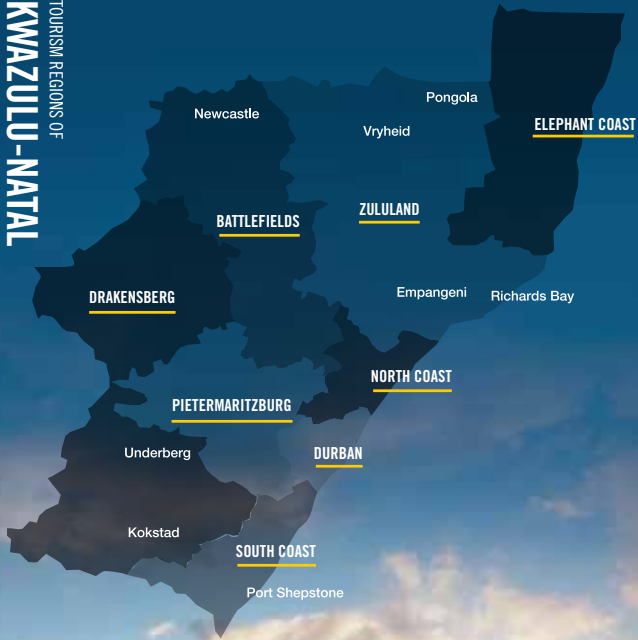 TOURISM REGIONS OF
KWAZULU-NATAL
Pongola
Newcastle
Vryheid
ELEPHANT COAST
ZULULAND
BATTLEFIELDS
DRAKENSBERG
Empangeni
Richards Bay
NORTH COAST
PIETERMARITZBURG
Underberg
DURBAN
Kokstad
SOUTH COAST
Port Shepstone